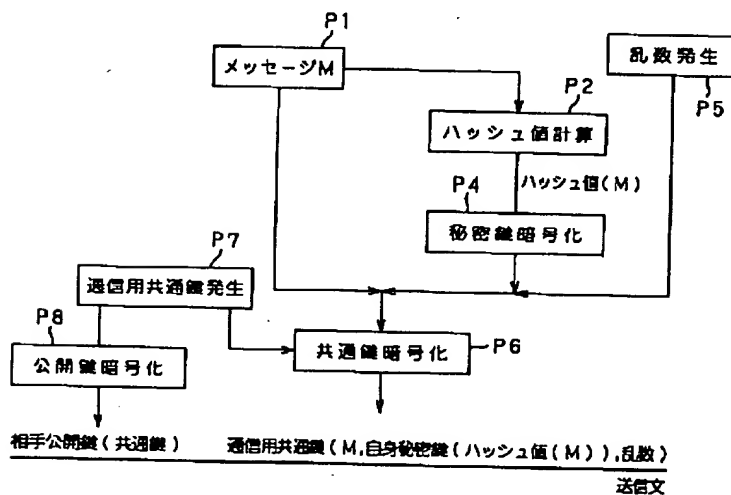 P1
メッセージM
乱数発生
P5
P2
ハッシュ値計算
ハッシュ値(M)
P4
秘密鍵暗号化
P7
通信用共通鍵発生
P8
公開鍵暗号化
共通鍵暗号化
P6
相手公開鍵(共通鍵)
通信用共通鍵(M,自身秘密鍵(ハッシュ値(M)),乱数)
送信文